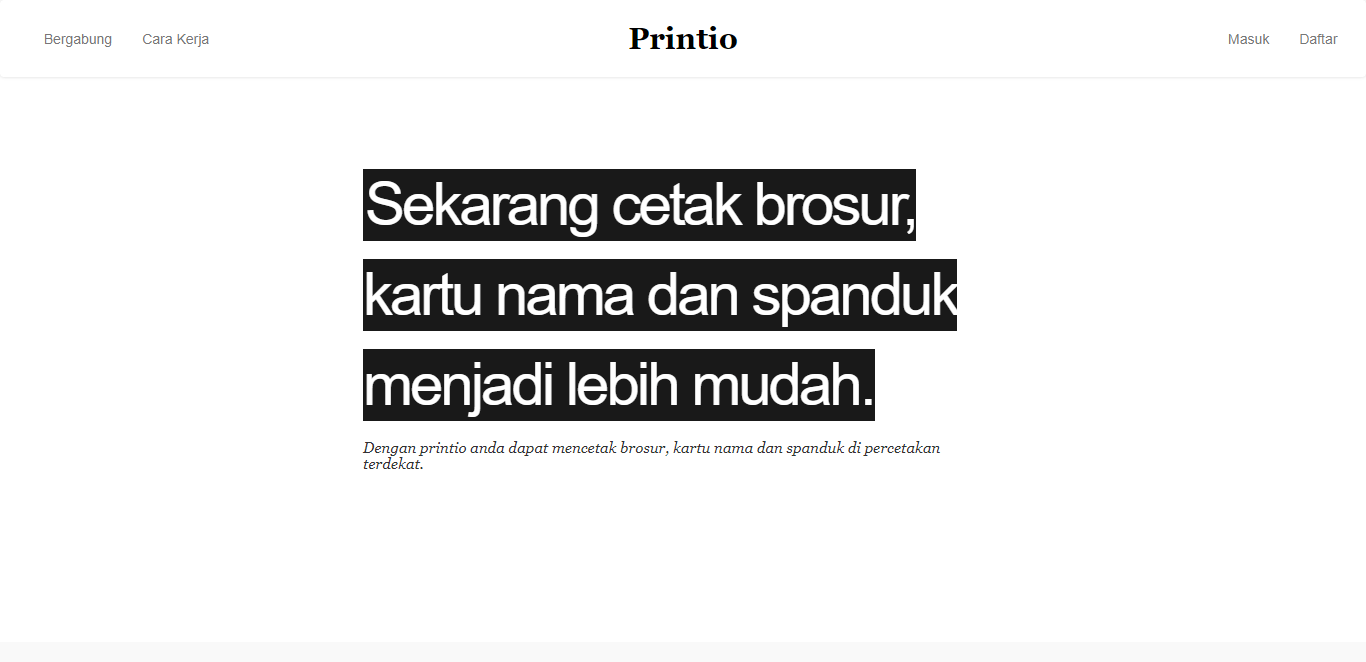 Bergabung Cara Kerja Printio Masuk Daftar
Sekarang cetak brosur,
kartu nama dan spanduk
menjadi lebih mudah.
Dengan printio anda dapat mencetak brosur, kartu nama dan spanduk di percetakan
terdekat.